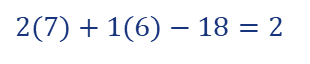 2(7) + 1(6) − 18 = 2